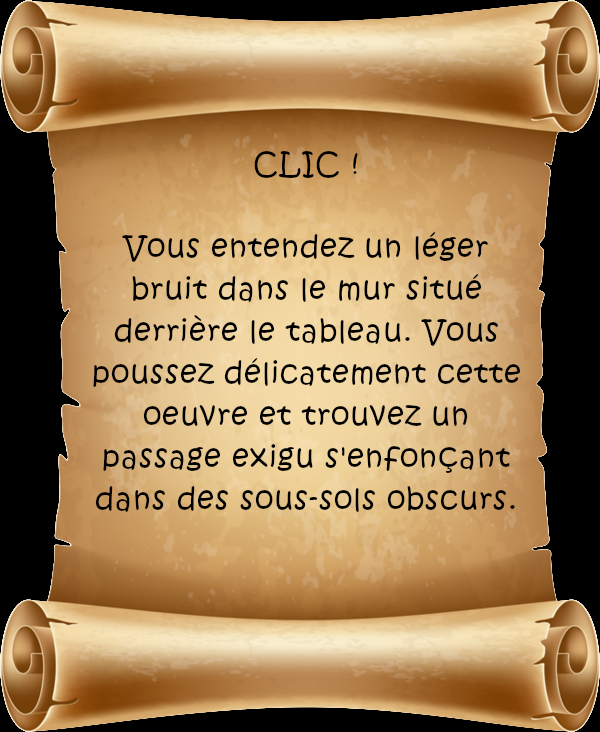 CLIC !
Vous entendez un léger
bruit dans le mur situé
derrière le tableau. Vous
poussez délicatement cette
oeuvre et trouvez un
passage exigu s'enfonçant
dans des sous-sols obscurs.